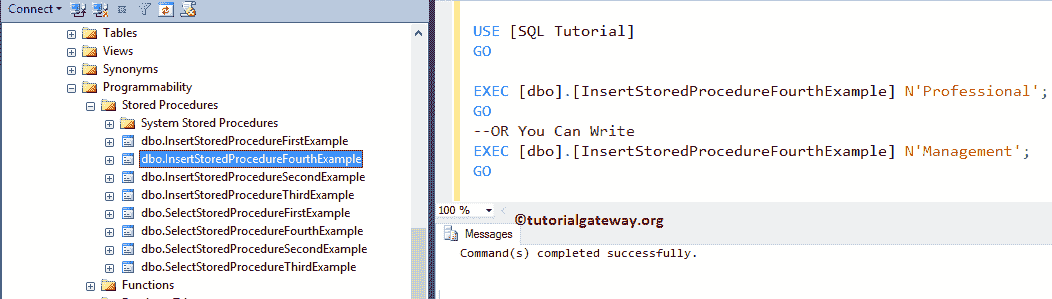 Connect
Tables
Views
Synonyms
Programmability
Stored Procedures
System Stored Procedures
dbo.InsertStoredProcedureFirstExample
dbo.InsertStoredProcedureFourthExample
dbo.InsertStoredProcedureSecondExample
dbo.InsertStoredProcedureThirdExample
dbo.SelectStoredProcedureFirstExample
dbo.SelectStoredProcedureFourthExample
dbo.SelectStoredProcedureSecondExample
dbo.SelectStoredProcedureThirdExample
Functions
USE [SQL Tutorial]
GO
EXEC [dbo].[InsertStoredProcedureFourthExample] N'Professional';
GO
--OR You Can Write
EXEC [dbo].[InsertStoredProcedureFourthExample] N'Management';
GO
100 %
©tutorialgateway.org
Messages
Command(s) completed successfully.